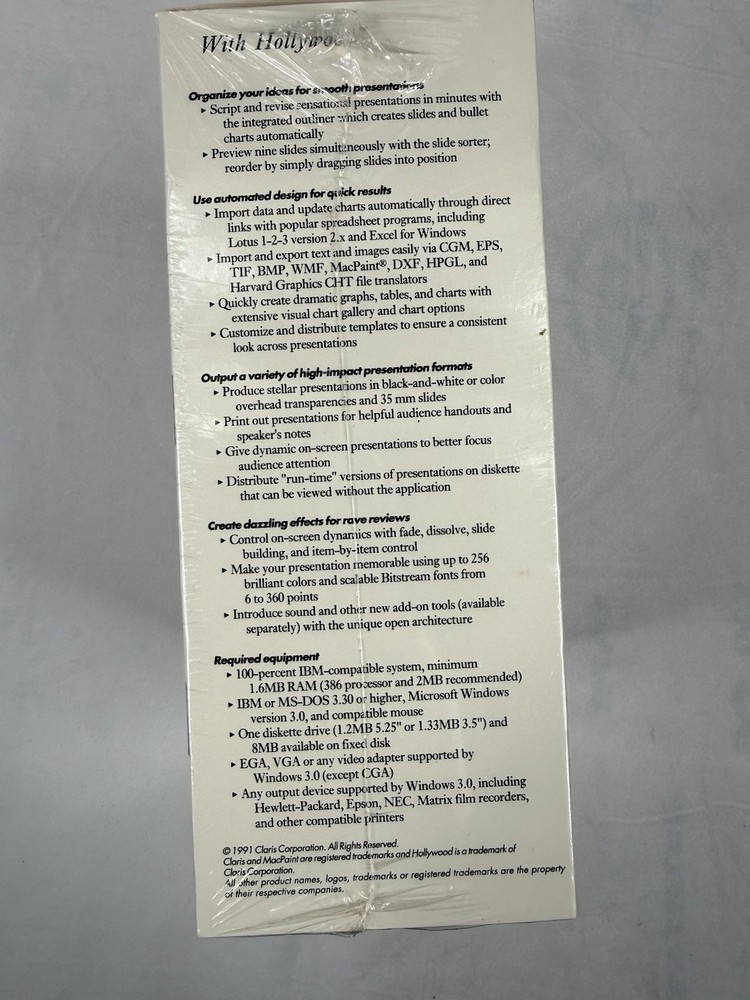 With Hollywoo
Organize your ideas for smooth presentations
▸ Script and revise sensational presentations in minutes with
the integrated outliner which creates slides and bullet
charts automatically
▸ Preview nine slides simultaneously with the slide sorter;
reorder by simply dragging slides into position
Use automated design for quick results
▸ Import data and update charts automatically through direct
links with popular spreadsheet programs, including
Lotus 1-2-3 version 2.x and Excel for Windows
▸ Import and export text and images easily via CGM, EPS,
TIF, BMP, WMF, MacPaint®, DXF, HPGL, and
Harvard Graphics CHT file translators
▸ Quickly create dramatic graphs, tables, and charts with
extensive visual chart gallery and chart options
▸ Customize and distribute templates to ensure a consistent
look across presentations
Output a variety of high-impact presentation formats
▸ Produce stellar presentations in black-and-white or color
overhead transparencies and 35 mm slides
▸ Print out presentations for helpful audience handouts and
speaker's notes
▸ Give dynamic on-screen presentations to better focus
audience attention
▸ Distribute "run-time" versions of presentations on diskette
that can be viewed without the application
Create dazzling effects for rave reviews
▸ Control on-screen dynamics with fade, dissolve, slide
building, and item-by-item control
▸ Make your presentation memorable using up to 256
brilliant colors and scalable Bitstream fonts from
6 to 360 points
▸ Introduce sound and other new add-on tools (available
separately) with the unique open architecture
Required equipment
▸ 100-percent IBM-compatible system, minimum
1.6MB RAM (386 processor and 2MB recommended)
▸ IBM or MS-DOS 3.30 or higher, Microsoft Windows
version 3.0, and compatible mouse
▸ One diskette drive (1.2MB 5.25" or 1.33MB 3.5") and
8MB available on fixed disk
▸ EGA, VGA or any video adapter supported by
Windows 3.0 (except CGA)
▸ Any output device supported by Windows 3.0, including
Hewlett-Packard, Epson, NEC, Matrix film recorders,
and other compatible printers
© 1991 Claris Corporation. All Rights Reserved.
Claris and MacPaint are registered trademarks and Hollywood is a trademark of
Claris Corporation.
All other product names, logos, trademarks or registered trademarks are the property
of their respective companies.